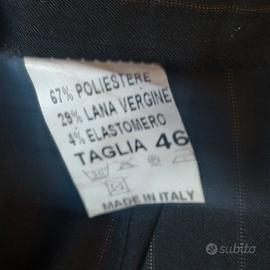 67% POLIESTERE
29% LANA VERGINE
4% ELASTOMERO
TAGLIA 46
MADE IN ITALY
subito